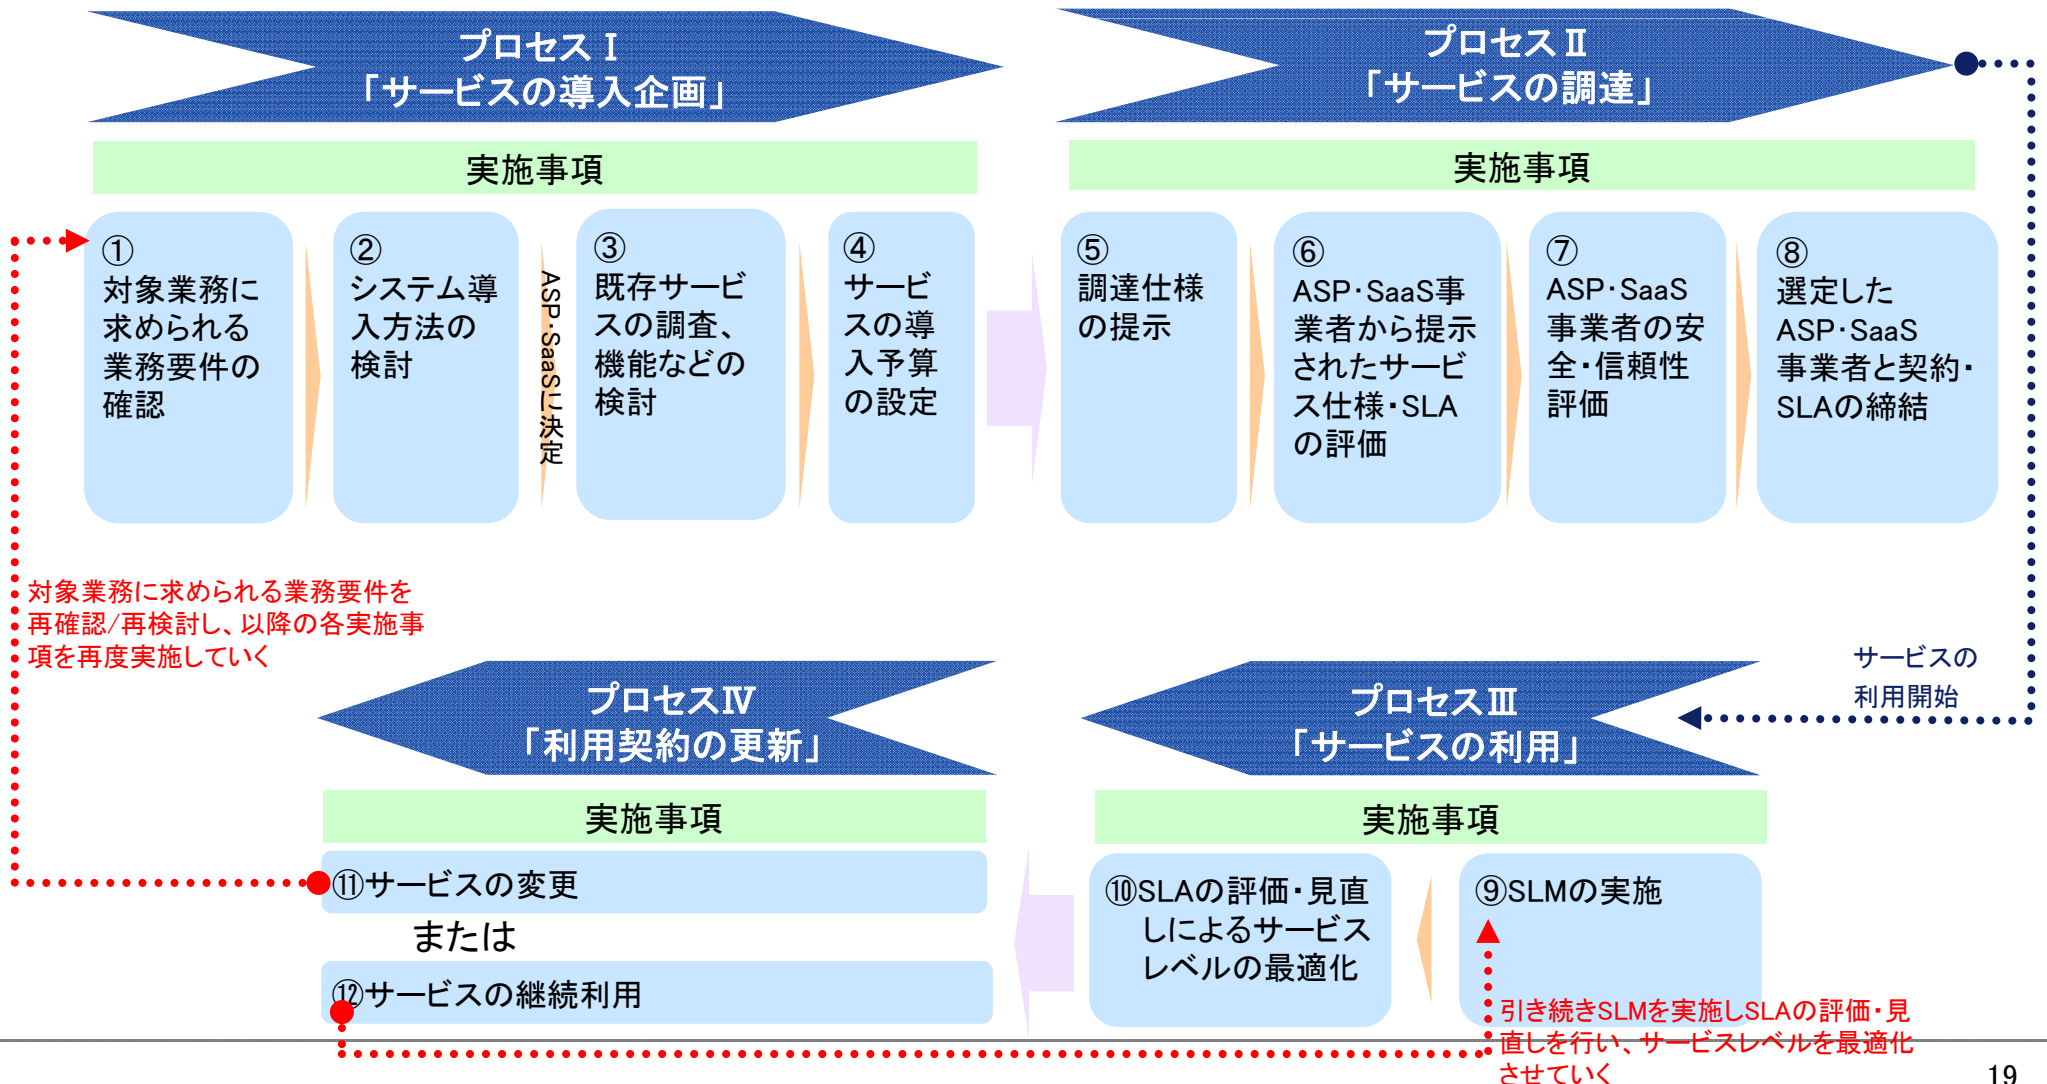 プロセスⅠ
「サービスの導入企画」
実施事項
①
対象業務に
求められる
業務要件の
確認
②
システム導
入方法の
検討
ASP・SaaSに決定
③
既存サービ
スの調査、
機能などの
検討
④
サービ
スの導
入予算
の設定
プロセスⅡ
「サービスの調達」
実施事項
⑤
調達仕様
の提示
⑥
ASP・SaaS事
業者から提示
されたサービ
ス仕様・SLA
の評価
⑦
ASP・SaaS
事業者の安
全・信頼性
評価
⑧
選定した
ASP・SaaS
事業者と契約・
SLAの締結
対象業務に求められる業務要件を
再確認/再検討し、以降の各実施事
項を再度実施していく
サービスの
利用開始
プロセスⅢ
「サービスの利用」
実施事項
⑨SLMの実施
⑩SLAの評価・見直
しによるサービス
レベルの最適化
引き続きSLMを実施しSLAの評価・見
直しを行い、サービスレベルを最適化
させていく
プロセスⅣ
「利用契約の更新」
実施事項
⑪サービスの変更
または
⑫サービスの継続利用
19